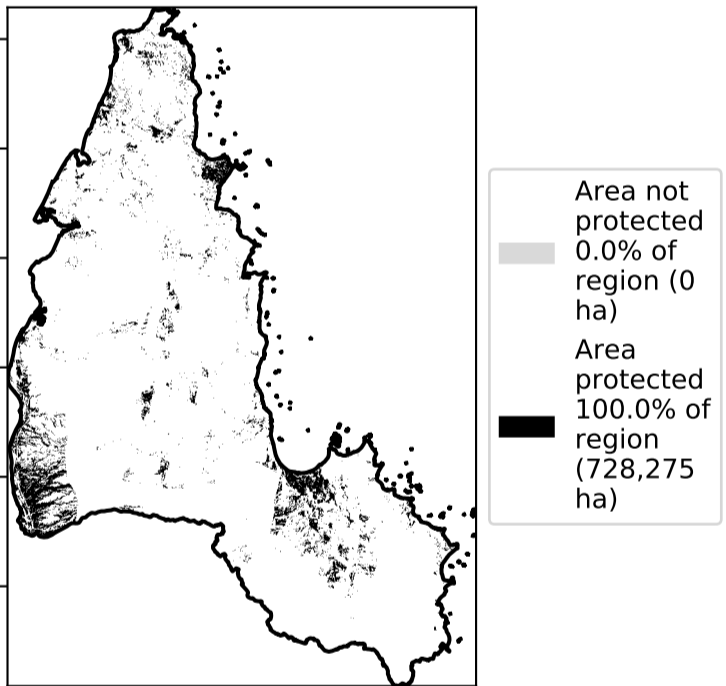 Area not
protected
0.0% of
region (0
ha)
Area
protected
100.0% of
region
(728,275
ha)